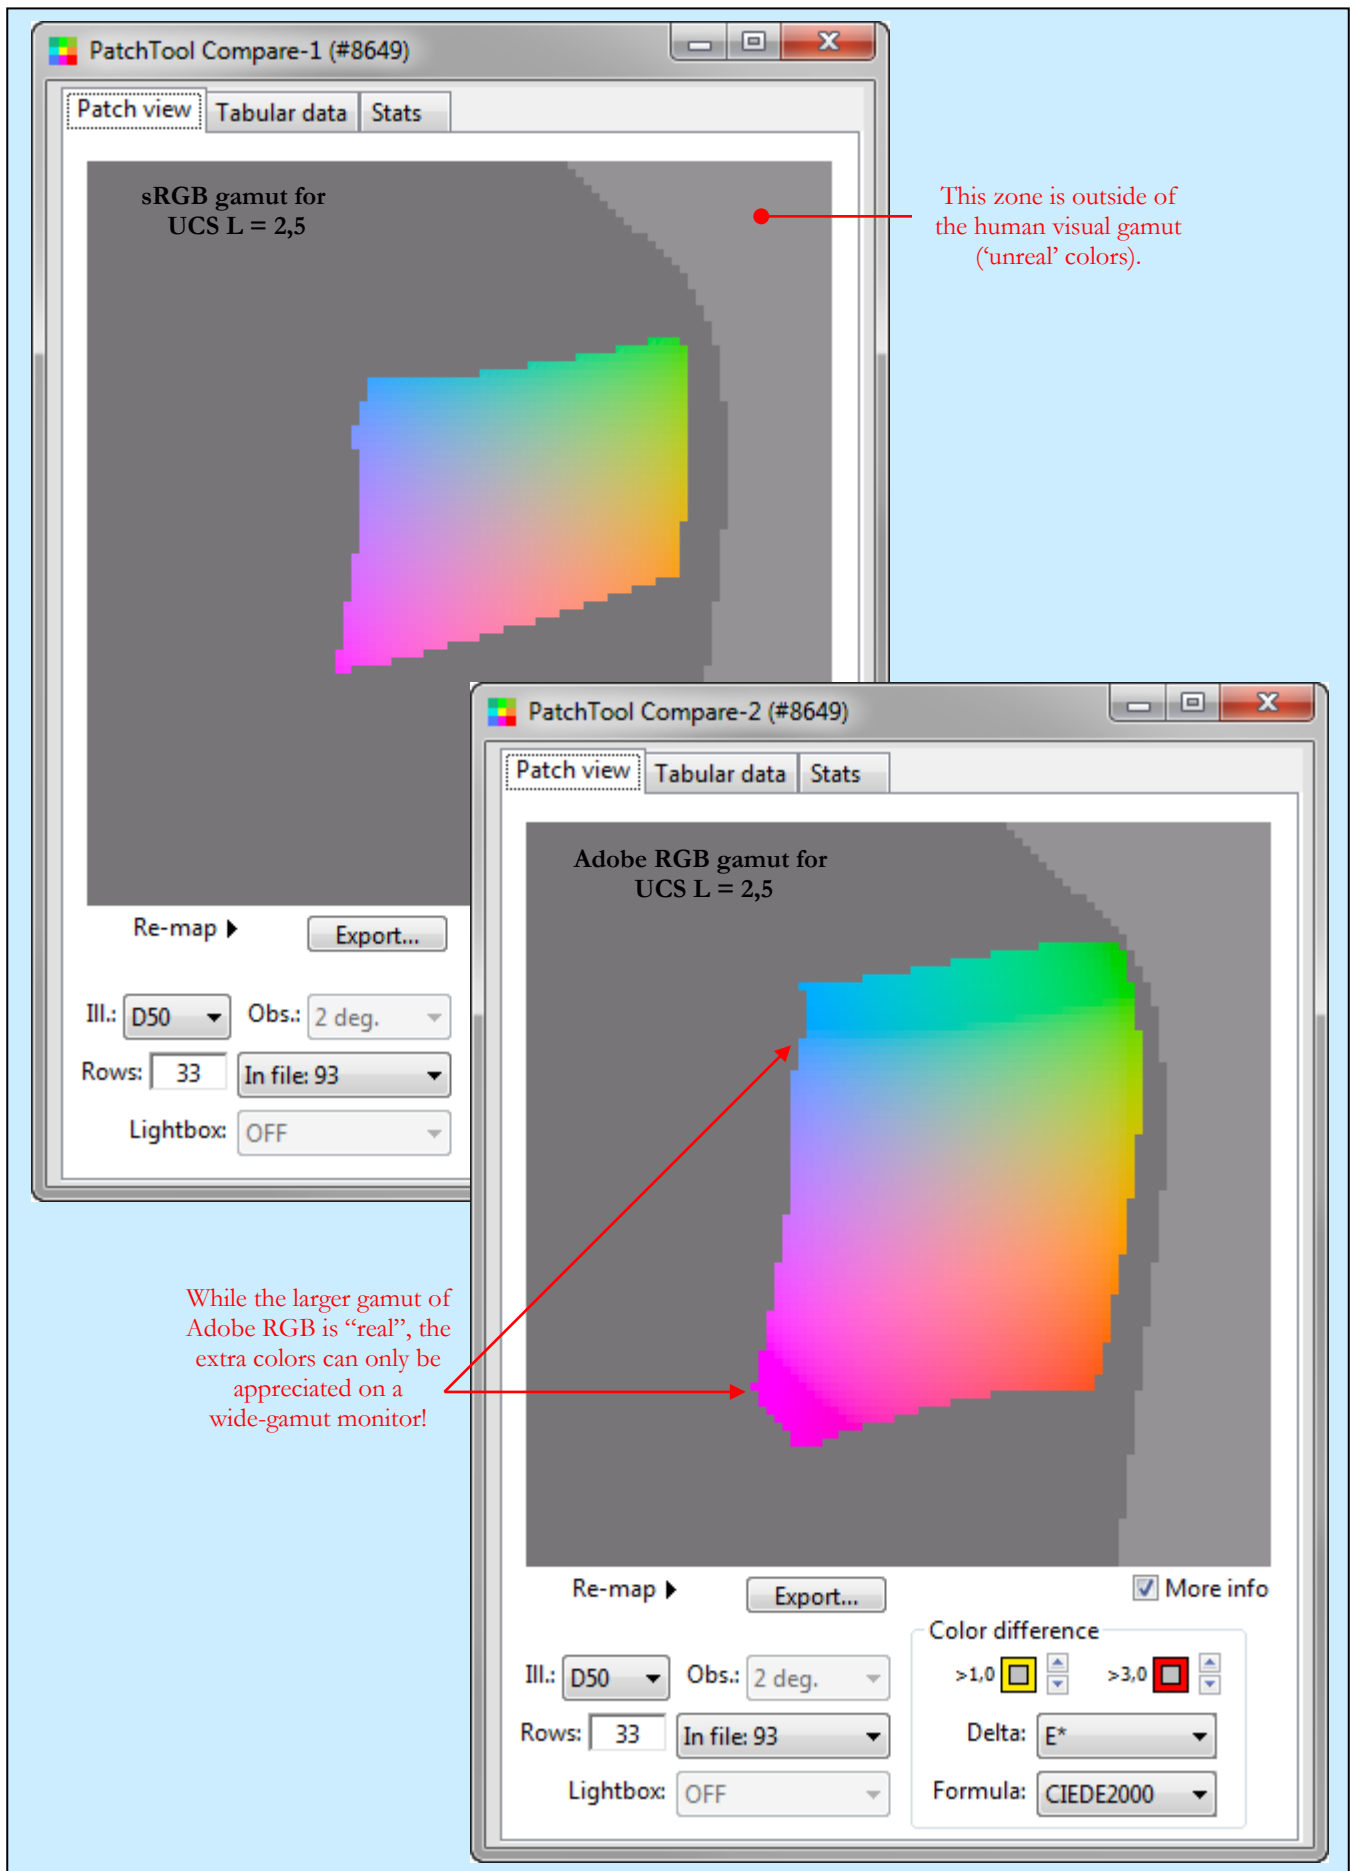 PatchTool Compare-1 (#8649)
Patch view Tabular data Stats
sRGB gamut for
UCS L = 2,5
This zone is outside of
the human visual gamut
(‘unreal’ colors).
Re-map
Export...
Ill.: D50 Obs.: 2 deg.
Rows: 33 In file: 93
Lightbox: OFF
PatchTool Compare-2 (#8649)
Patch view Tabular data Stats
Adobe RGB gamut for
UCS L = 2,5
While the larger gamut of
Adobe RGB is “real”, the
extra colors can only be
appreciated on a
wide-gamut monitor!
Re-map
Export...
More info
Ill.: D50 Obs.: 2 deg.
Rows: 33 In file: 93
Lightbox: OFF
Color difference
>1,0 >3,0
Delta: E*
Formula: CIEDE2000